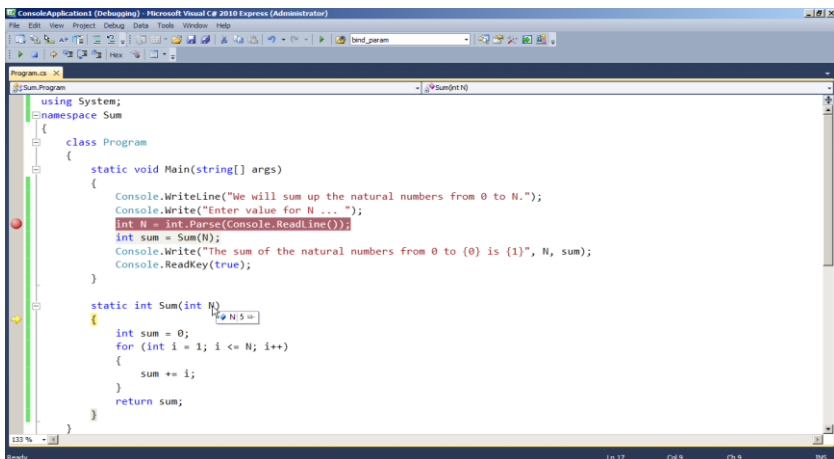 ConsoleApplication1 (Debugging) - Microsoft Visual C# 2010 Express (Administrator)
File Edit View Project Debug Data Tools Window Help
bind_param
Hex
Program.cs
Sum.Program Sum(int N)
using System;
namespace Sum
{
class Program
{
static void Main(string[] args)
{
Console.WriteLine("We will sum up the natural numbers from 0 to N.");
Console.Write("Enter value for N ... ");
int N = int.Parse(Console.ReadLine());
int sum = Sum(N);
Console.Write("The sum of the natural numbers from 0 to {0} is {1}", N, sum);
Console.ReadKey(true);
}
static int Sum(int N)
N 5
{
int sum = 0;
for (int i = 1; i <= N; i++)
{
sum += i;
}
return sum;
}
}
133 %
Ready Ln 17 Col 9 Ch 9 INS